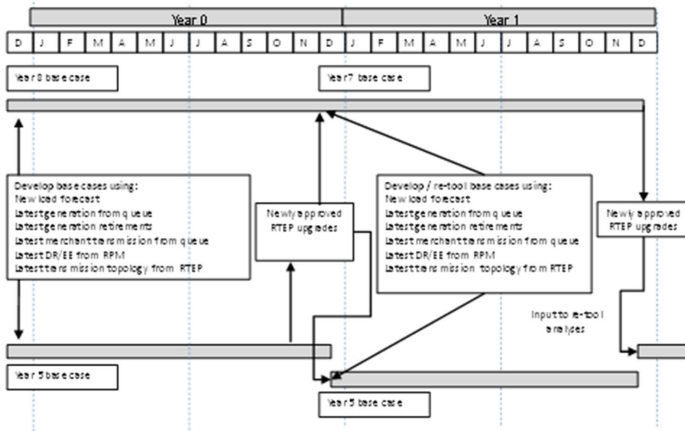 Year 0 Year 1
D J F M A M J J A S O N D J F M A M J J A S O N D
Year 8 base case Year 7 base case
Develop base cases using:
New load forecast
Latest generation from queue
Latest generation retirements
Latest merchant transmission from queue
Latest DR/EE from RPM
Latest transmission topology from RTEP
Newly approved
RTEP upgrades
Develop / re-tool base cases using:
New load forecast
Latest generation from queue
Latest generation retirements
Latest merchant transmission from queue
Latest DR/EE from RPM
Latest transmission topology from RTEP
Newly approved
RTEP upgrades
Input to re-tool
analyses
Year 5 base case
Year 5 base case